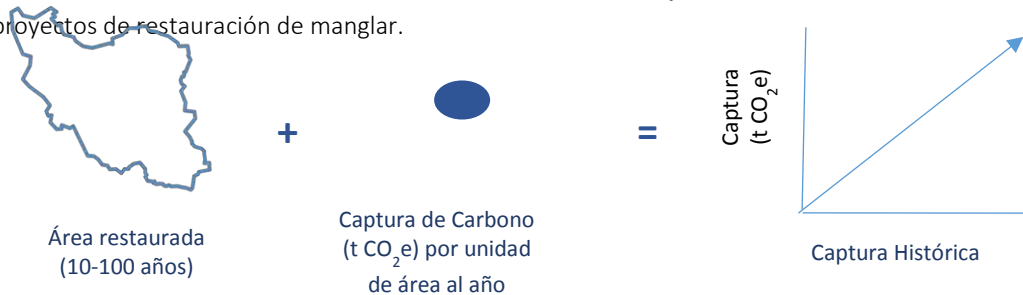 proyectos de restauración de manglar.
+
=
Captura
(t CO₂e)
Área restaurada
(10-100 años)
Captura de Carbono
(t CO₂e) por unidad
de área al año
Captura Histórica